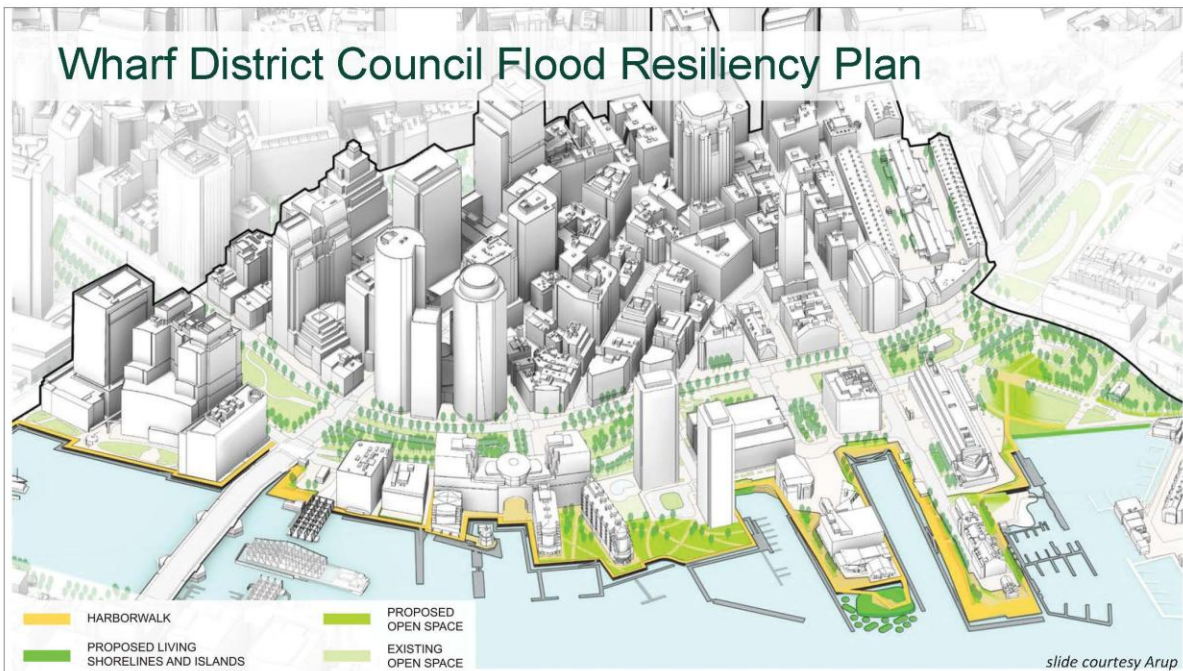 Wharf District Council Flood Resiliency Plan
HARBORWALK
PROPOSED LIVING
SHORELINES AND ISLANDS
PROPOSED
OPEN SPACE
EXISTING
OPEN SPACE
slide courtesy Arup